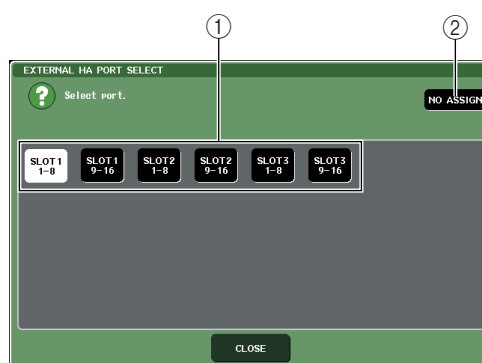 ① ②
EXTERNAL HA PORT SELECT
Select port.
NO ASSIGN
SLOT1 1-8 SLOT1 9-16 SLOT2 1-8 SLOT2 9-16 SLOT3 1-8 SLOT3 9-16
CLOSE